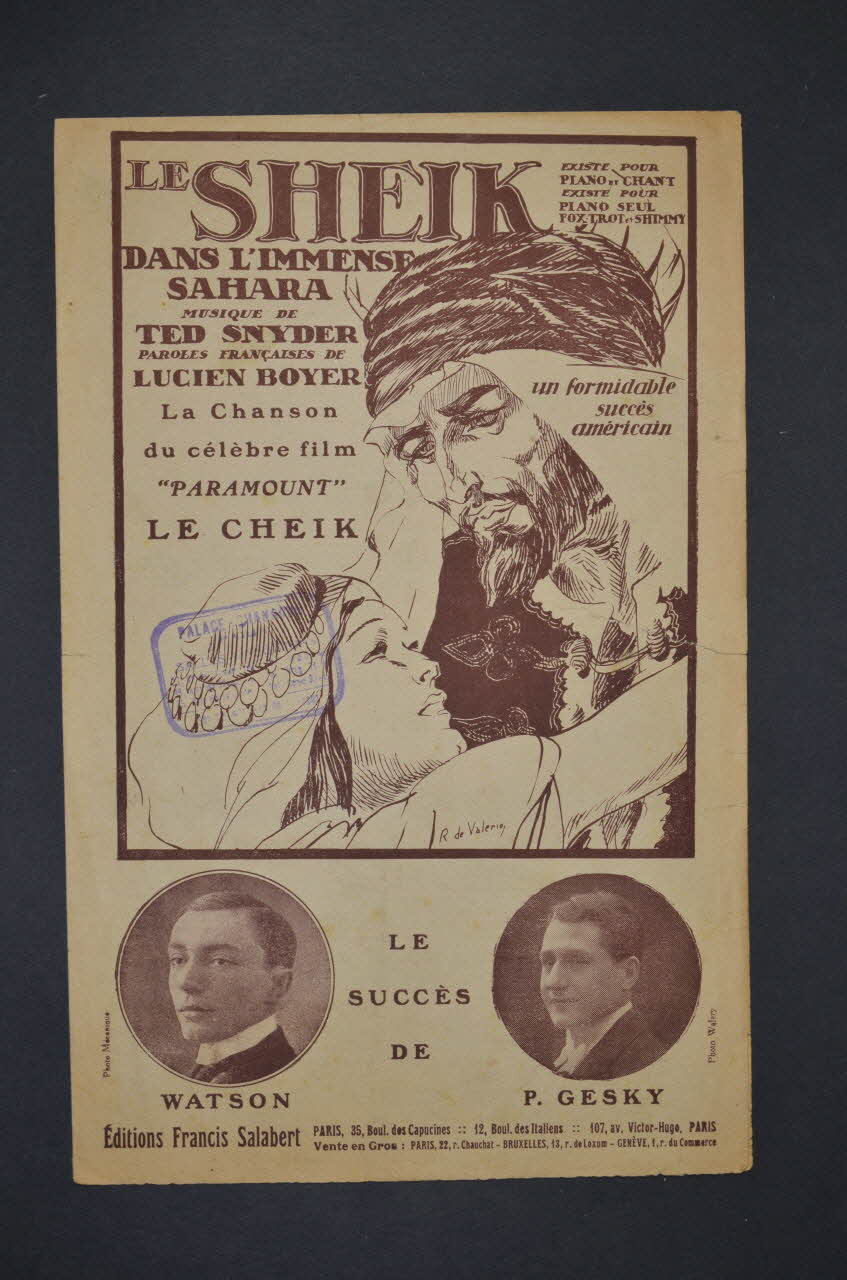 LE SHEIK
EXISTE POUR
PIANO ET CHANT
EXISTE POUR
PIANO SEUL
FOX-TROT et SHIMMY
DANS L'IMMENSE
SAHARA
MUSIQUE DE
TED SNYDER
PAROLES FRANÇAISES DE
LUCIEN BOYER
un formidable
succés
américain
La Chanson
du célèbre film
"PARAMOUNT"
LE CHEIK
PALACE
R. de Valerio
LE
SUCCÈS
DE
Photo Mécanique
Photo Walery
WATSON
P. GESKY
Éditions Francis Salabert
PARIS, 35, Boul. des Capucines :: 12, Boul. des Italiens :: 107, av. Victor-Hugo, PARIS
Vente en Gros : PARIS, 22, r. Chauchat - BRUXELLES, 13, r. de Loxum - GENÈVE, 1, r. du Commerce